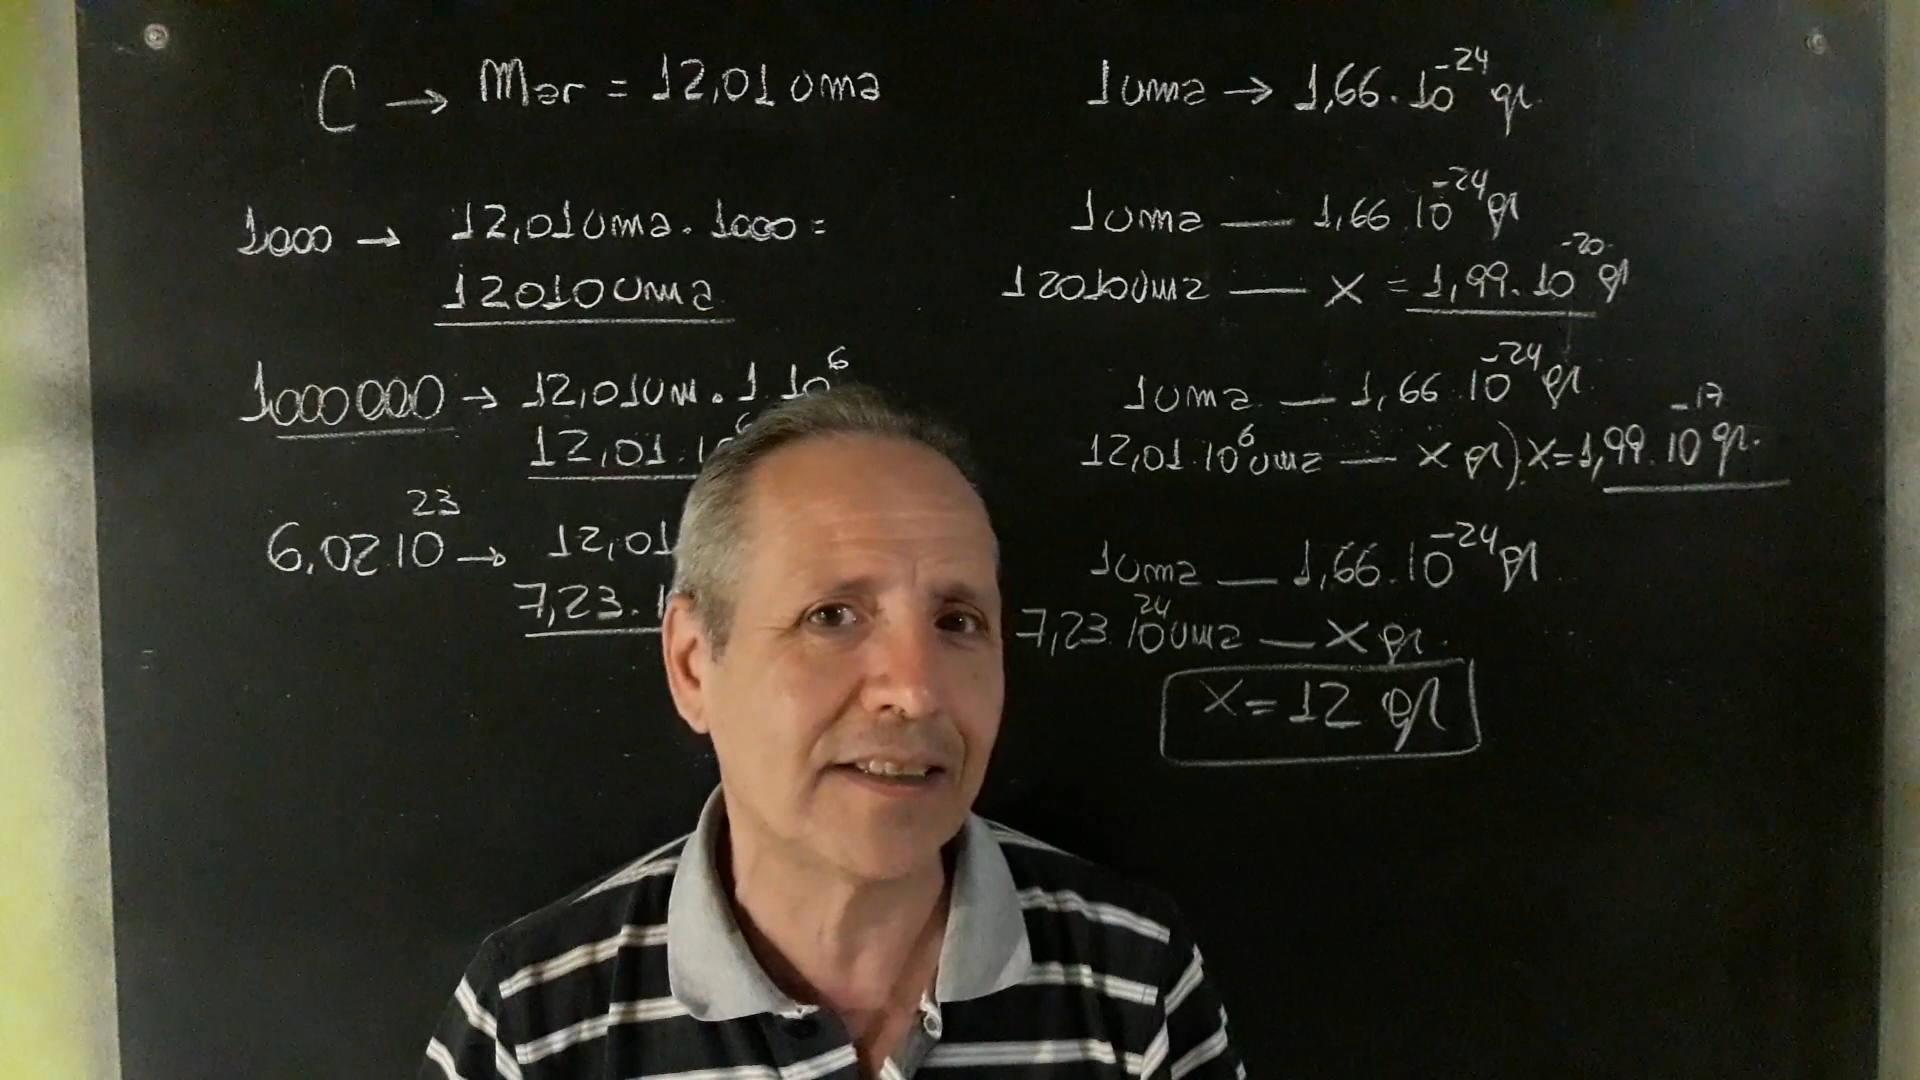 C → Mar = 12,01 uma
1000 → 12,01 uma . 1000 =
12010 uma
1000 000 → 12,01 um . 1 10⁶
12,01 . 10⁶
6,02 10²³ → 12,01
7,23 .
1 uma → 1,66 . 10⁻²⁴ gr.
1 uma — 1,66 . 10⁻²⁴ gr
12010 uma — x = 1,99 . 10⁻²⁰ gr
1 uma — 1,66 10⁻²⁴ gr
12,01 . 10⁶ uma — x gr) x = 1,99 . 10⁻¹⁷ gr.
1 uma — 1,66 . 10⁻²⁴ gr
7,23 . 10²⁴ uma — x gr.
x = 12 gr